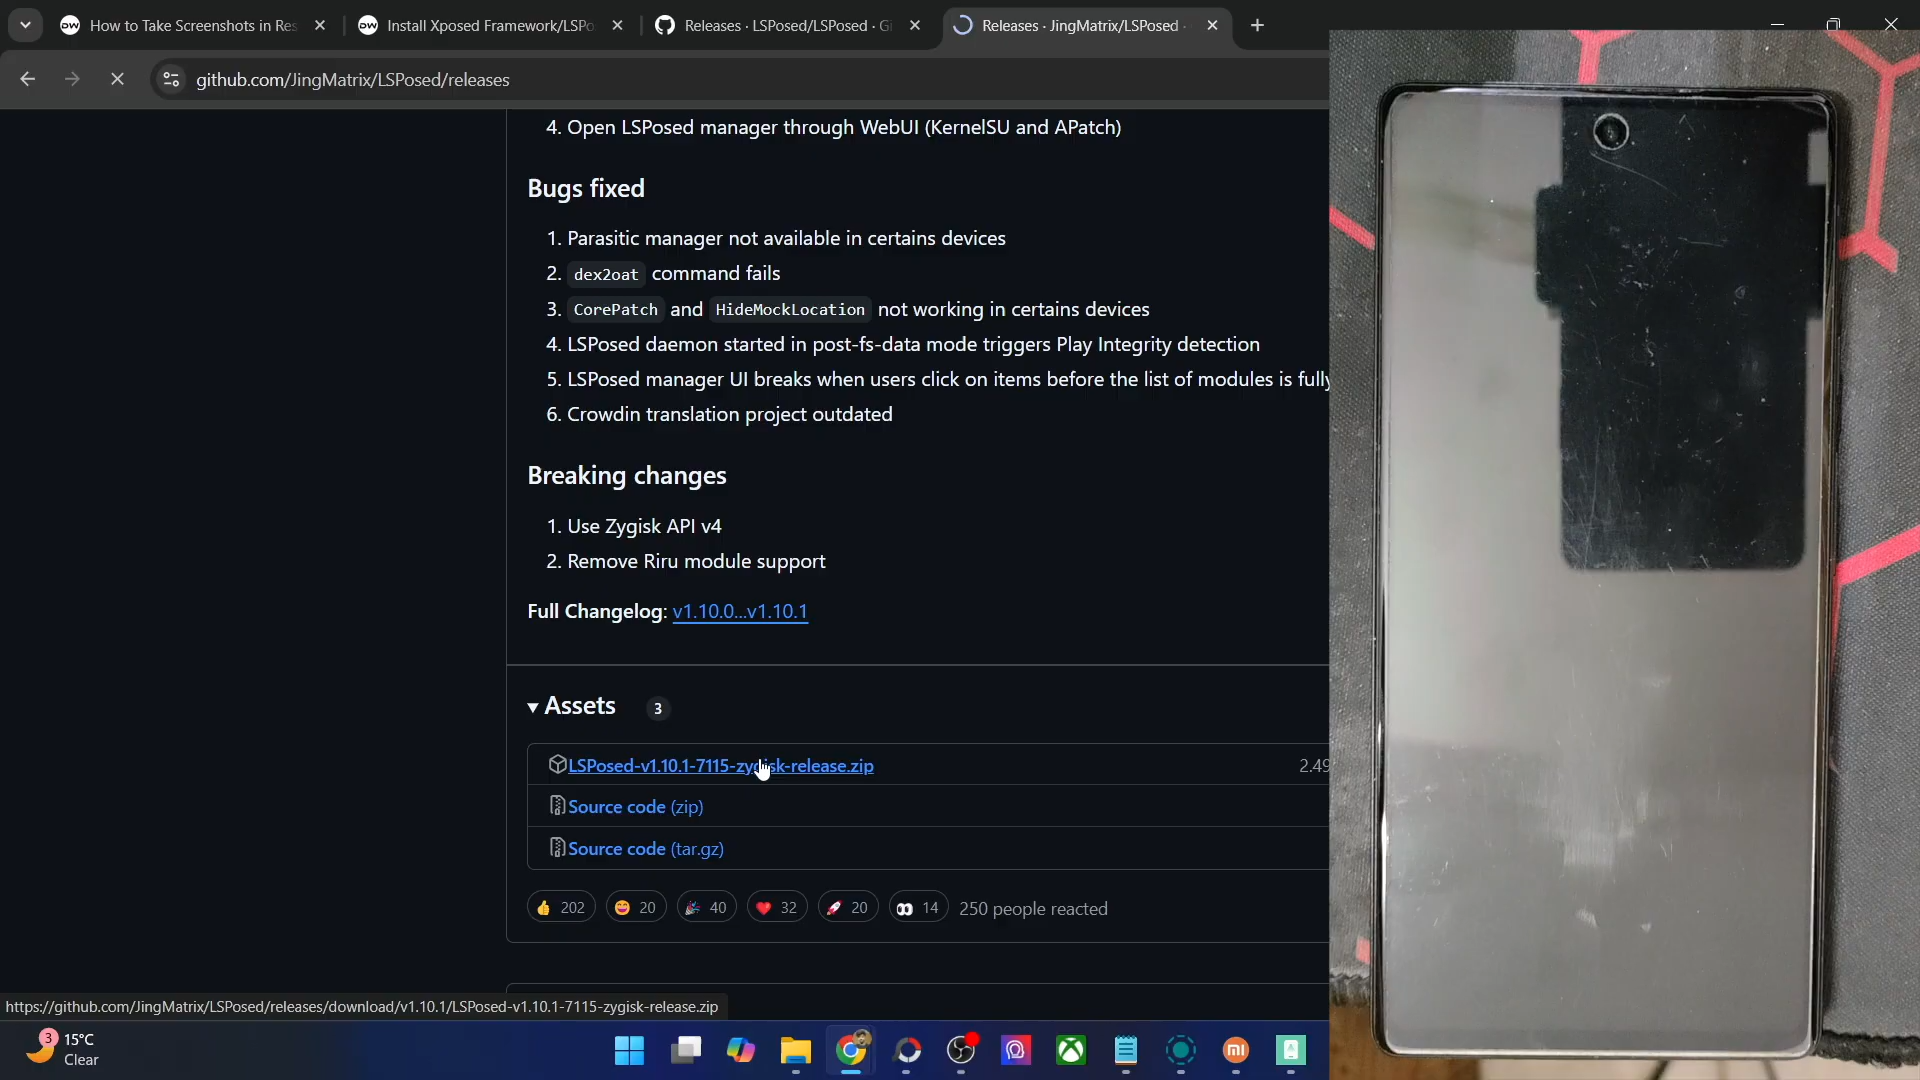 How to Take Screenshots in Res
Install Xposed Framework/LSPo
Releases · LSPosed/LSPosed · Gi
Releases · JingMatrix/LSPosed ·
github.com/JingMatrix/LSPosed/releases
4. Open LSPosed manager through WebUI (KernelSU and APatch)
Bugs fixed
1. Parasitic manager not available in certains devices
2. dex2oat command fails
3. CorePatch and HideMockLocation not working in certains devices
4. LSPosed daemon started in post-fs-data mode triggers Play Integrity detection
5. LSPosed manager UI breaks when users click on items before the list of modules is fully
6. Crowdin translation project outdated
Breaking changes
1. Use Zygisk API v4
2. Remove Riru module support
Full Changelog: v1.10.0...v1.10.1
Assets 3
LSPosed-v1.10.1-7115-zygisk-release.zip 2.49
Source code (zip)
Source code (tar.gz)
202 20 40 32 20 14 250 people reacted
https://github.com/JingMatrix/LSPosed/releases/download/v1.10.1/LSPosed-v1.10.1-7115-zygisk-release.zip
3 15°C
Clear